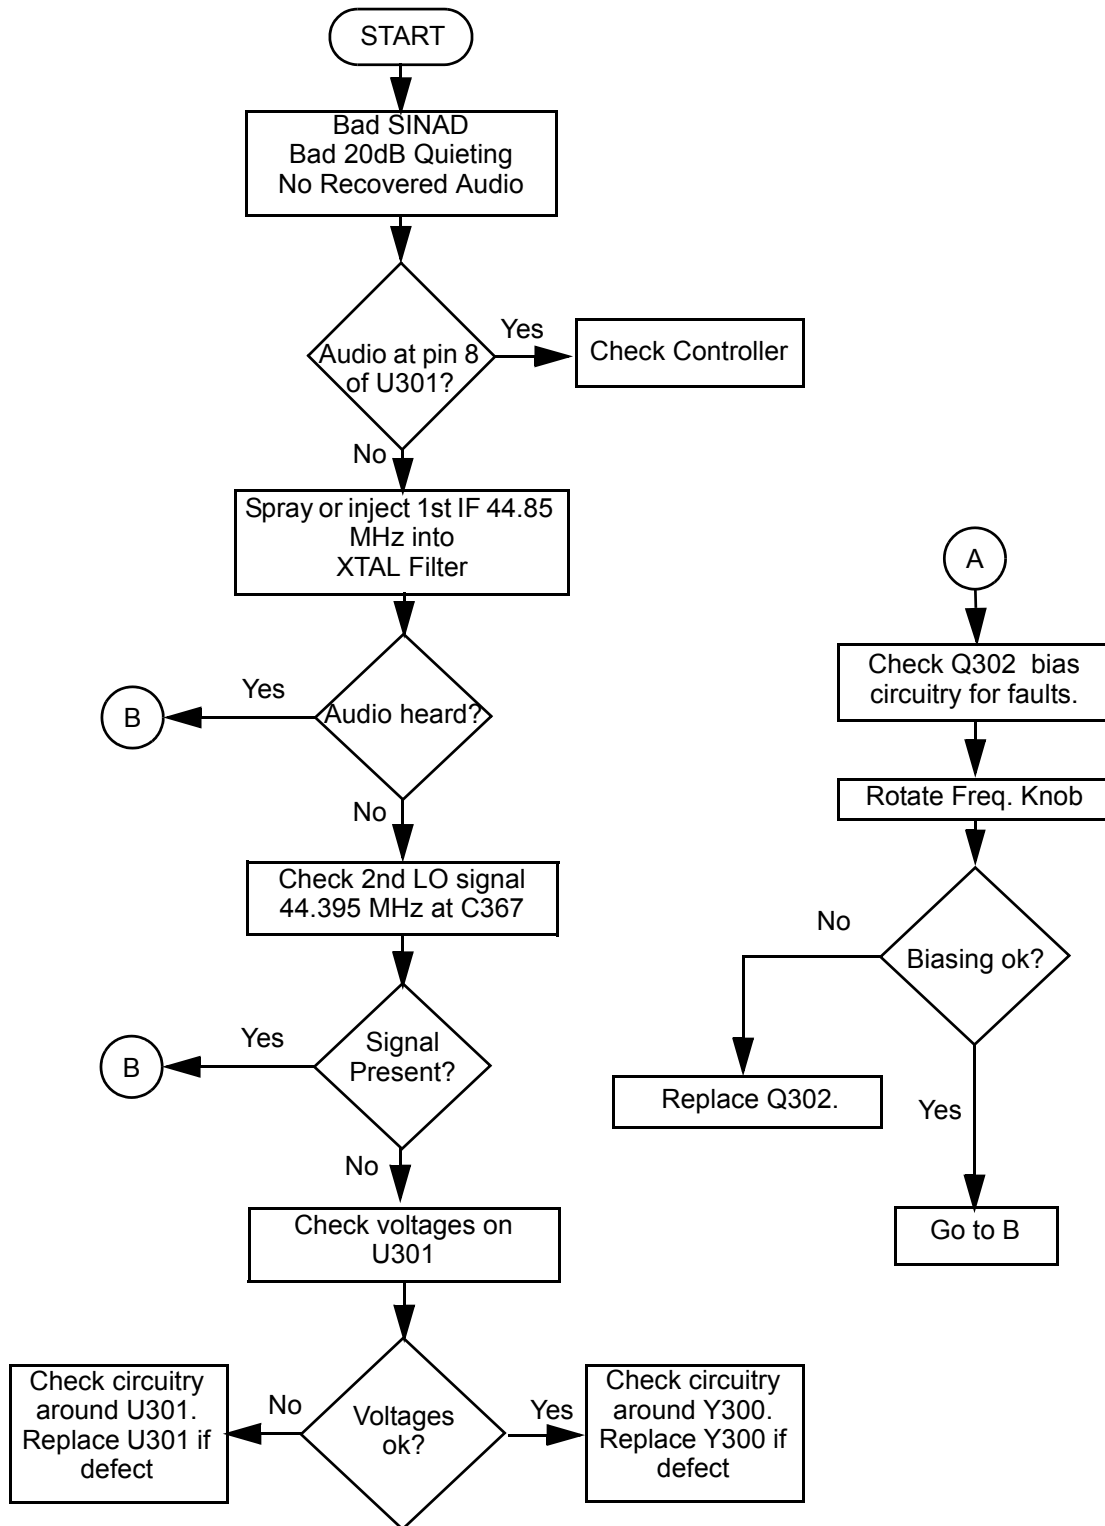 START
Bad SINAD
Bad 20dB Quieting
No Recovered Audio
Audio at pin 8
of U301?
Yes
Check Controller
No
Spray or inject 1st IF 44.85
MHz into
XTAL Filter
Audio heard?
Yes
B
No
Check 2nd LO signal
44.395 MHz at C367
Signal
Present?
Yes
B
No
Check voltages on
U301
Voltages
ok?
No
Check circuitry
around U301.
Replace U301 if
defect
Yes
Check circuitry
around Y300.
Replace Y300 if
defect
A
Check Q302  bias
circuitry for faults.
Rotate Freq. Knob
Biasing ok?
No
Replace Q302.
Yes
Go to B